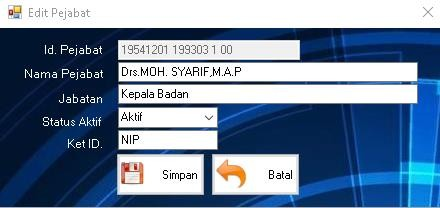 Edit Pejabat
Id. Pejabat 19541201 199303 1 00
Nama Pejabat Drs.MOH. SYARIF,M.A.P
Jabatan Kepala Badan
Status Aktif Aktif
Ket ID. NIP
Simpan Batal